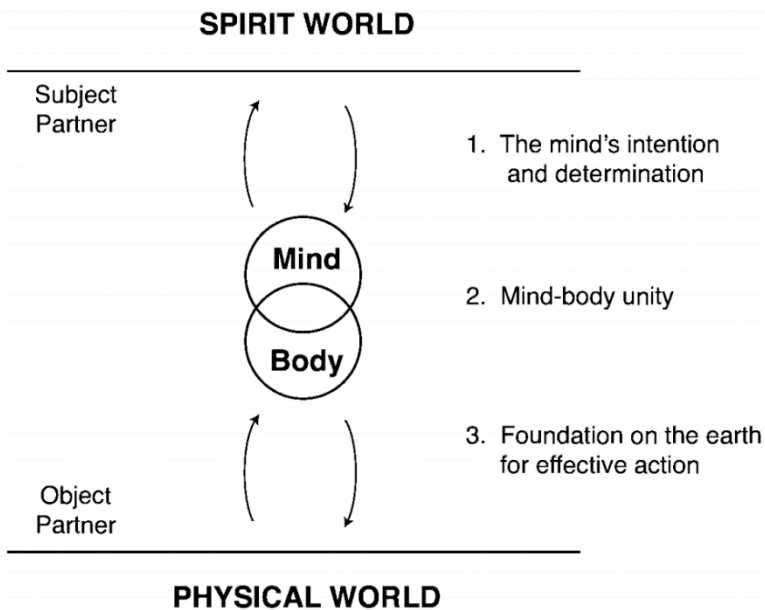 SPIRIT WORLD
Subject
Partner
1. The mind's intention
and determination
Mind
2. Mind-body unity
Body
3. Foundation on the earth
for effective action
Object
Partner
PHYSICAL WORLD